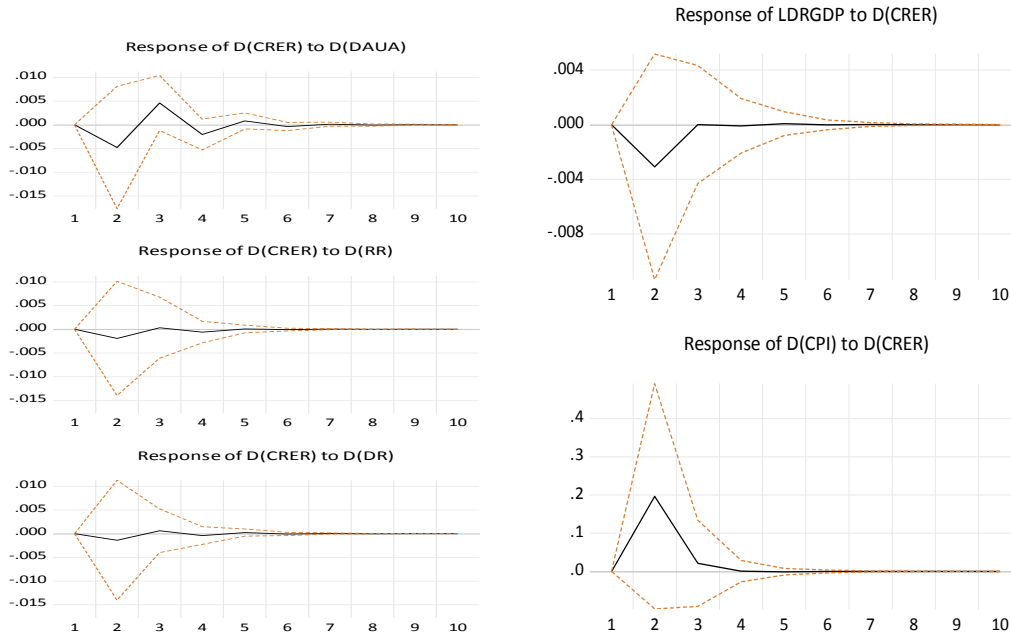 Response of D(CRER) to D(DAUA)
.010
.005
.000
-.005
-.010
-.015
1 2 3 4 5 6 7 8 9 10
Response of D(CRER) to D(RR)
.010
.005
.000
-.005
-.010
-.015
1 2 3 4 5 6 7 8 9 10
Response of D(CRER) to D(DR)
.010
.005
.000
-.005
-.010
-.015
1 2 3 4 5 6 7 8 9 10
Response of LDRGDP to D(CRER)
.004
.000
-.004
-.008
1 2 3 4 5 6 7 8 9 10
Response of D(CPI) to D(CRER)
.4
.3
.2
.1
.0
1 2 3 4 5 6 7 8 9 10